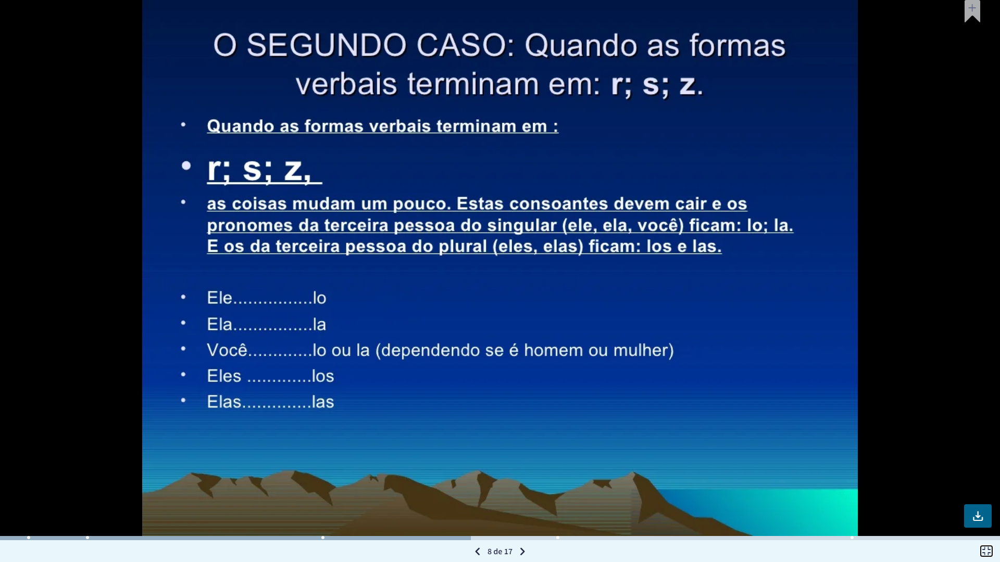 O SEGUNDO CASO: Quando as formas
verbais terminam em: r; s; z.
• Quando as formas verbais terminam em :
• r; s; z,
• as coisas mudam um pouco. Estas consoantes devem cair e os
pronomes da terceira pessoa do singular (ele, ela, você) ficam: lo; la.
E os da terceira pessoa do plural (eles, elas) ficam: los e las.
• Ele................lo
• Ela................la
• Você.............lo ou la (dependendo se é homem ou mulher)
• Eles .............los
• Elas..............las
8 de 17